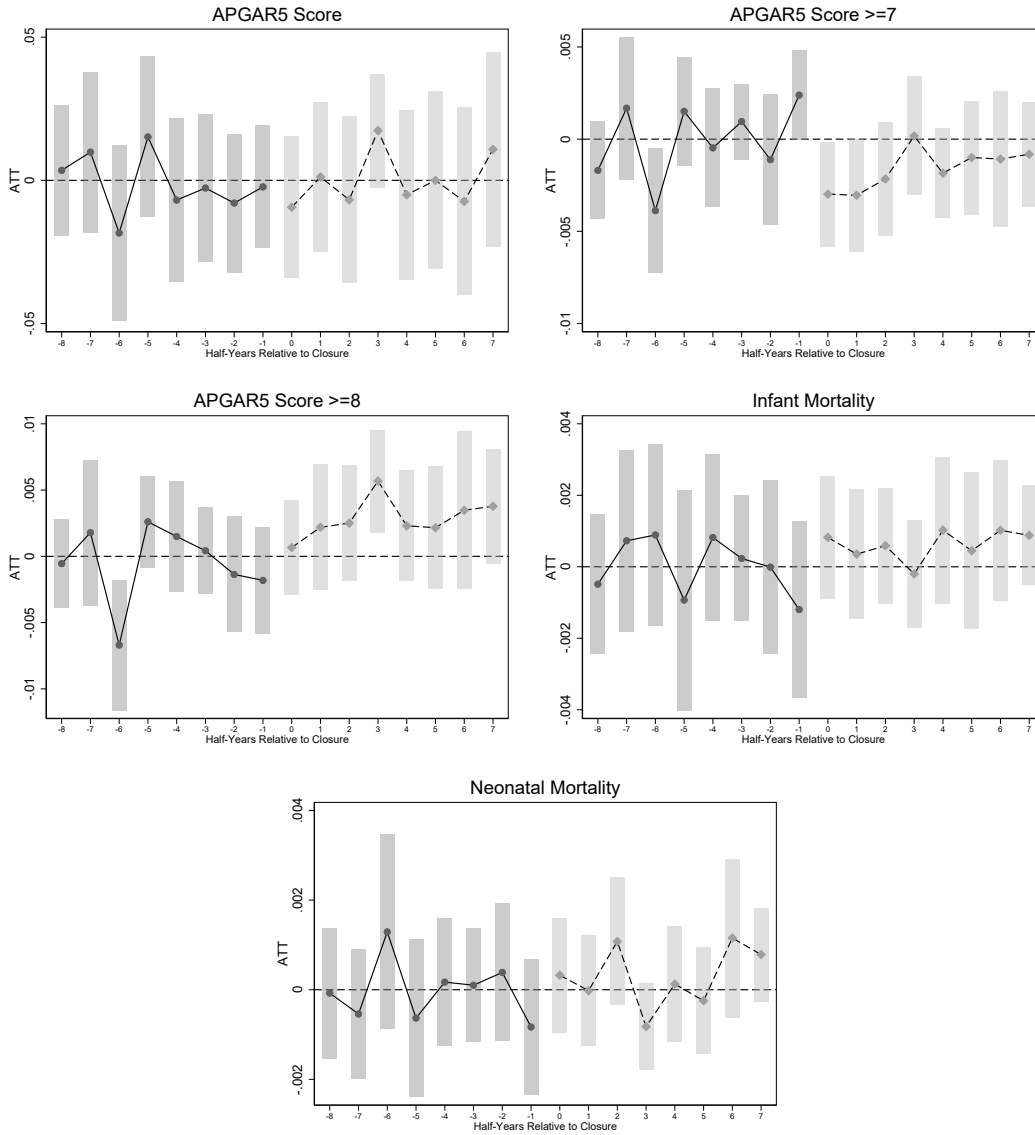 APGAR5 Score
.05
0
-.05
ATT
-8 -7 -6 -5 -4 -3 -2 -1 0 1 2 3 4 5 6 7
Half-Years Relative to Closure
APGAR5 Score >=7
.005
0
-.005
-.01
ATT
-8 -7 -6 -5 -4 -3 -2 -1 0 1 2 3 4 5 6 7
Half-Years Relative to Closure
APGAR5 Score >=8
.01
.005
0
-.005
-.01
ATT
-8 -7 -6 -5 -4 -3 -2 -1 0 1 2 3 4 5 6 7
Half-Years Relative to Closure
Infant Mortality
.004
.002
0
-.002
-.004
ATT
-8 -7 -6 -5 -4 -3 -2 -1 0 1 2 3 4 5 6 7
Half-Years Relative to Closure
Neonatal Mortality
.004
.002
0
-.002
ATT
-8 -7 -6 -5 -4 -3 -2 -1 0 1 2 3 4 5 6 7
Half-Years Relative to Closure